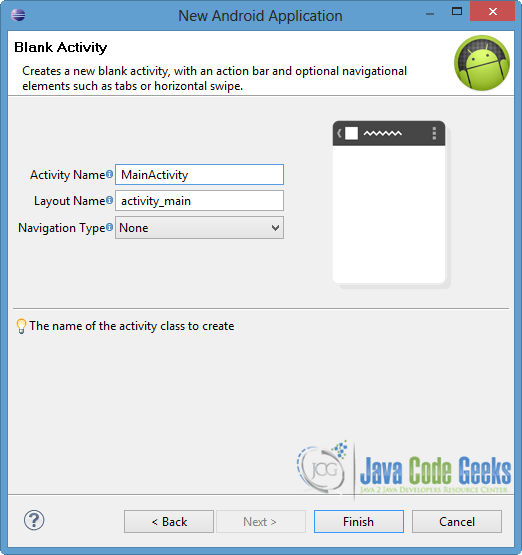 New Android Application
Blank Activity
Creates a new blank activity, with an action bar and optional navigational
elements such as tabs or horizontal swipe.
Activity Name MainActivity
Layout Name activity_main
Navigation Type None
The name of the activity class to create
JCG
Java Code Geeks
Java 2 Java Developers Resource Center
? < Back Next > Finish Cancel